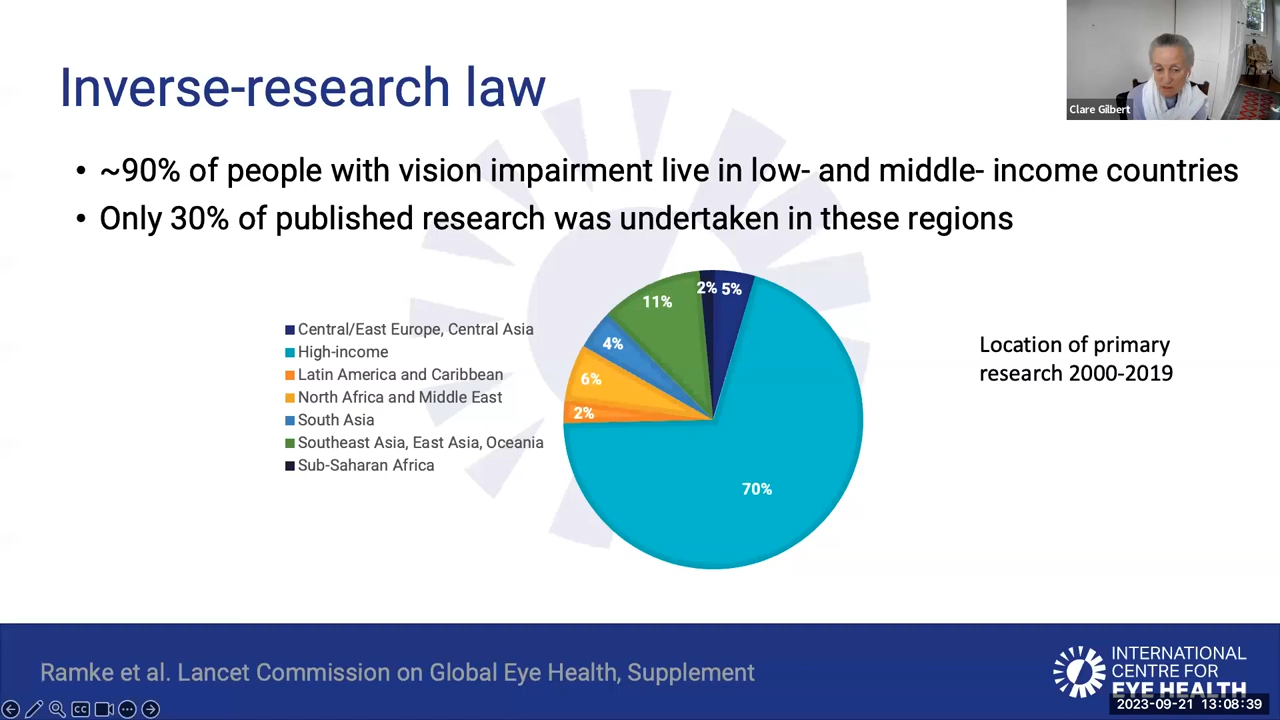 Inverse-research law
Clare Gilbert
• ~90% of people with vision impairment live in low- and middle- income countries
• Only 30% of published research was undertaken in these regions
2% 5%
11%
4%
6%
2%
70%
Central/East Europe, Central Asia
High-income
Latin America and Caribbean
North Africa and Middle East
South Asia
Southeast Asia, East Asia, Oceania
Sub-Saharan Africa
Location of primary
research 2000-2019
Ramke et al. Lancet Commission on Global Eye Health, Supplement
INTERNATIONAL
CENTRE FOR
EYE HEALTH
CC
2023-09-21 13:08:39